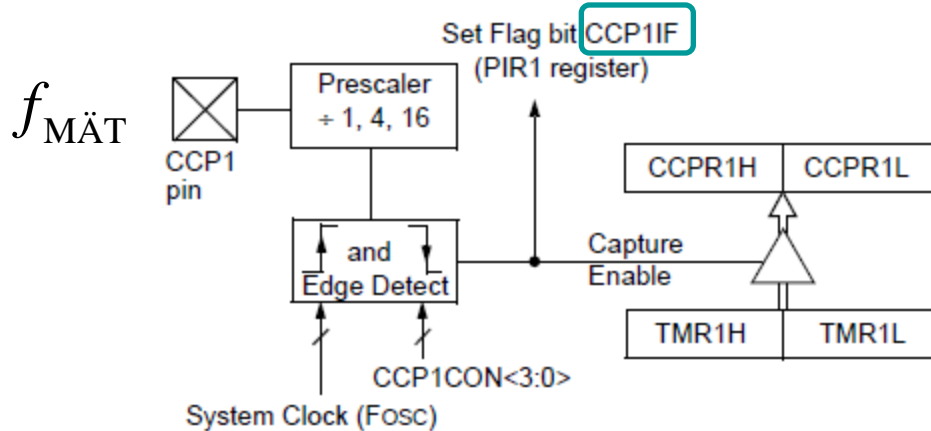 Set Flag bit CCP1IF
(PIR1 register)
fMÄT
Prescaler
÷ 1, 4, 16
CCP1
pin
CCPR1H CCPR1L
and
Edge Detect
Capture
Enable
TMR1H TMR1L
CCP1CON<3:0>
System Clock (FOSC)